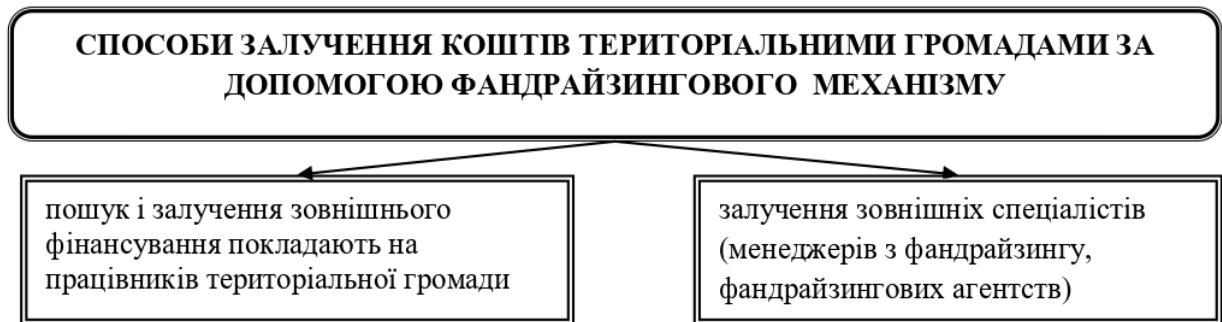 СПОСОБИ ЗАЛУЧЕННЯ КОШТІВ ТЕРИТОРІАЛЬНИМИ ГРОМАДАМИ ЗА
ДОПОМОГОЮ ФАНДРАЙЗИНГОВОГО МЕХАНІЗМУ
пошук і залучення зовнішнього
фінансування покладають на
працівників територіальної громади
залучення зовнішніх спеціалістів
(менеджерів з фандрайзингу,
фандрайзингових агентств)